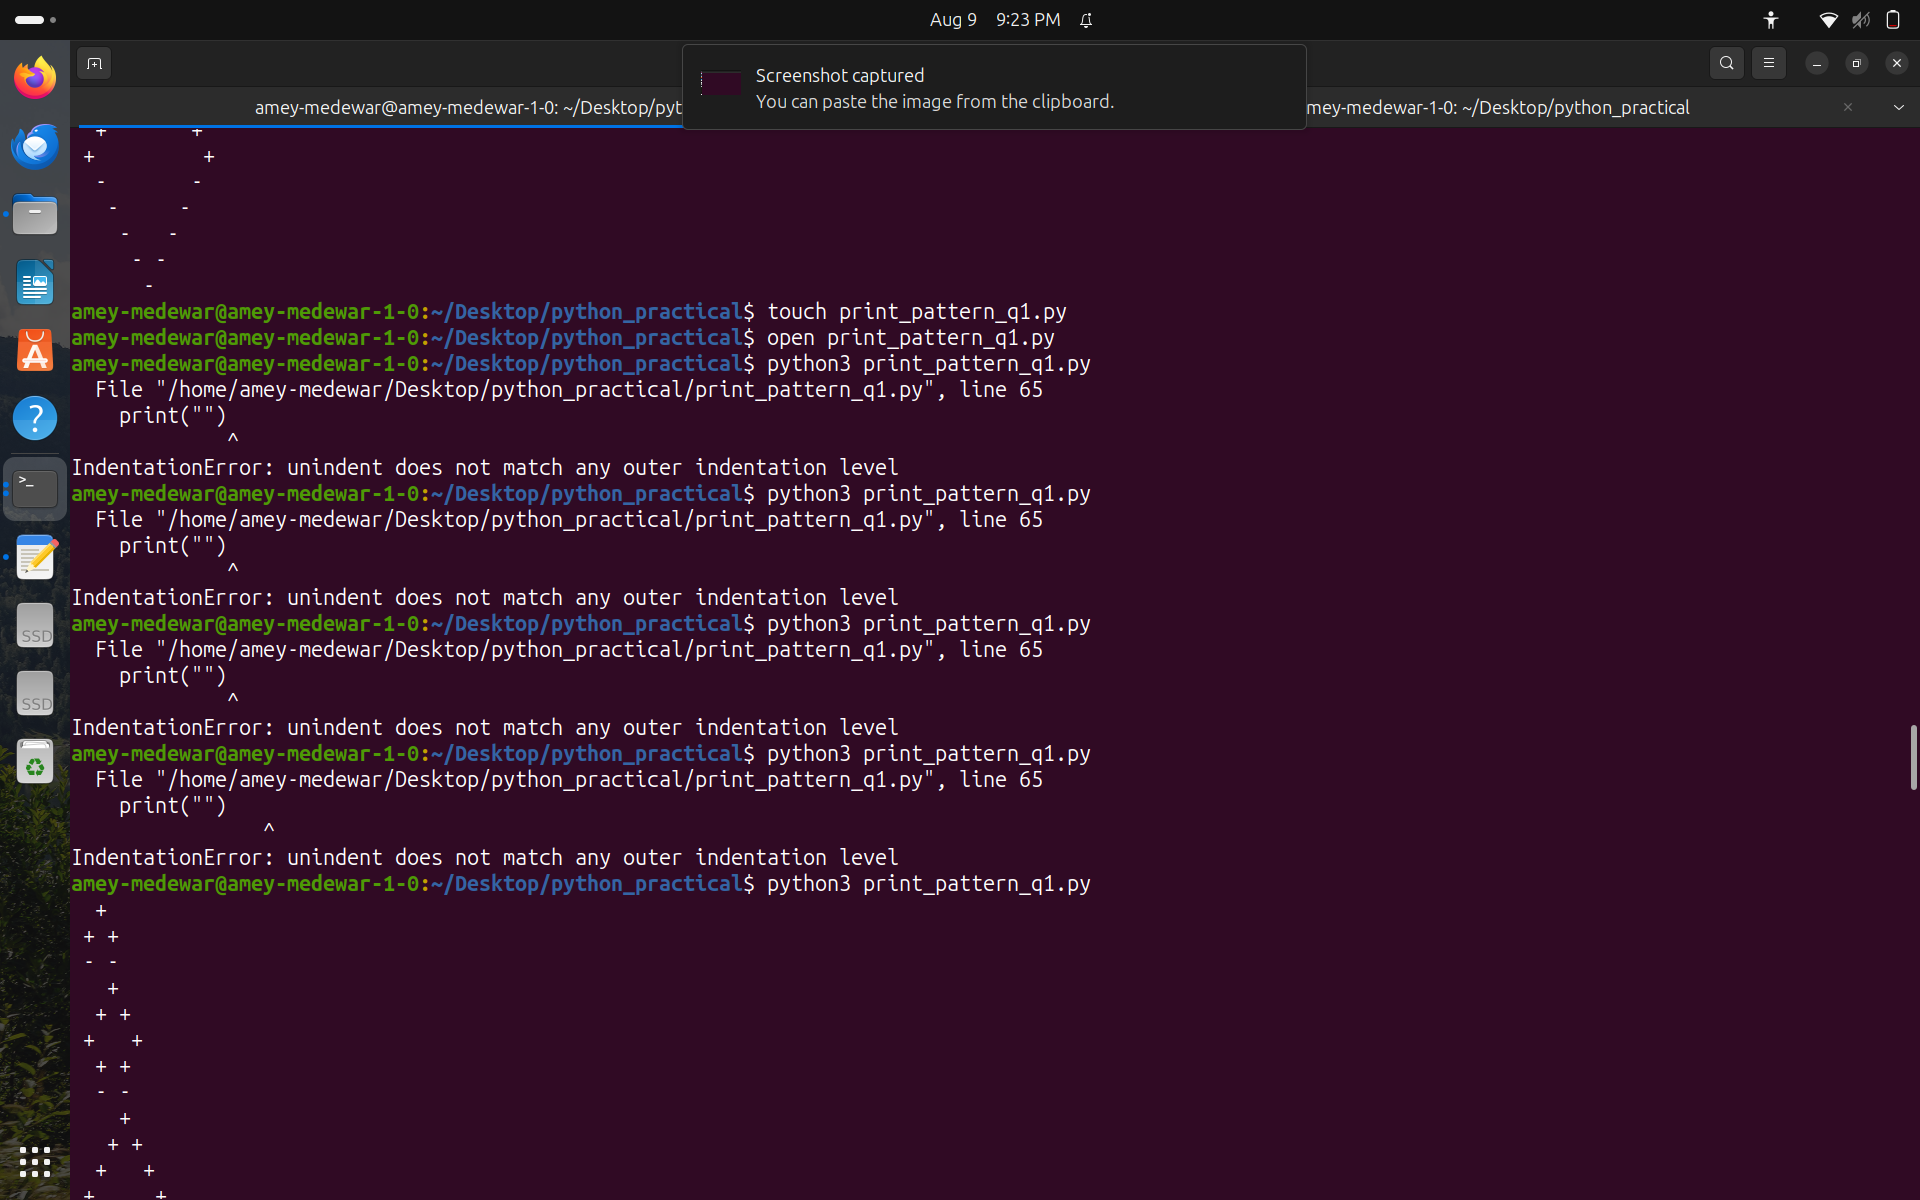 Aug 9 9:23 PM
Screenshot captured
You can paste the image from the clipboard.
amey-medewar@amey-medewar-1-0: ~/Desktop/pyt
mey-medewar-1-0: ~/Desktop/python_practical
+       +
+         +
-       -
-     -
-   -
- -
-
amey-medewar@amey-medewar-1-0:~/Desktop/python_practical$ touch print_pattern_q1.py
amey-medewar@amey-medewar-1-0:~/Desktop/python_practical$ open print_pattern_q1.py
amey-medewar@amey-medewar-1-0:~/Desktop/python_practical$ python3 print_pattern_q1.py
File "/home/amey-medewar/Desktop/python_practical/print_pattern_q1.py", line 65
print("")
^
IndentationError: unindent does not match any outer indentation level
amey-medewar@amey-medewar-1-0:~/Desktop/python_practical$ python3 print_pattern_q1.py
File "/home/amey-medewar/Desktop/python_practical/print_pattern_q1.py", line 65
print("")
^
IndentationError: unindent does not match any outer indentation level
amey-medewar@amey-medewar-1-0:~/Desktop/python_practical$ python3 print_pattern_q1.py
File "/home/amey-medewar/Desktop/python_practical/print_pattern_q1.py", line 65
print("")
^
IndentationError: unindent does not match any outer indentation level
amey-medewar@amey-medewar-1-0:~/Desktop/python_practical$ python3 print_pattern_q1.py
File "/home/amey-medewar/Desktop/python_practical/print_pattern_q1.py", line 65
print("")
^
IndentationError: unindent does not match any outer indentation level
amey-medewar@amey-medewar-1-0:~/Desktop/python_practical$ python3 print_pattern_q1.py
+
+ +
- -
+
+ +
+   +
+ +
- -
+
+ +
+   +
+     +
SSD
SSD